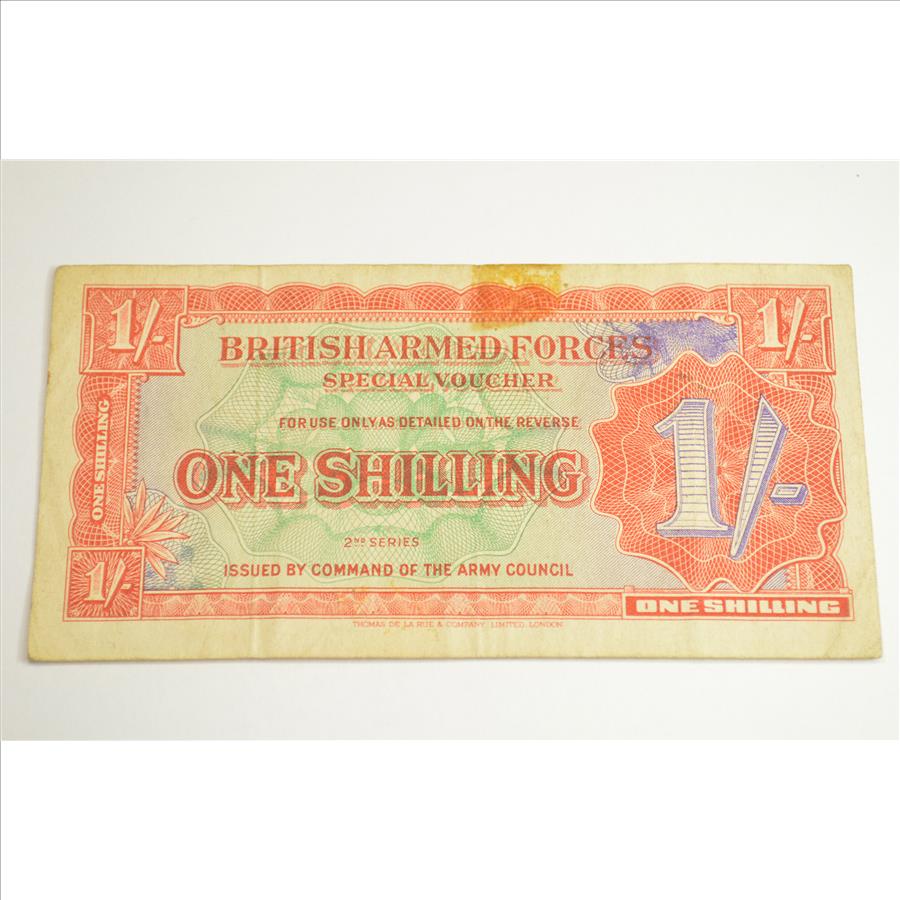 1/-
1/-
BRITISH ARMED FORCES
SPECIAL VOUCHER
FOR USE ONLY AS DETAILED ON THE REVERSE
ONE SHILLING
ONE SHILLING
1/-
2ND SERIES
ISSUED BY COMMAND OF THE ARMY COUNCIL
1/-
ONE SHILLING
THOMAS DE LA RUE & COMPANY, LIMITED, LONDON.